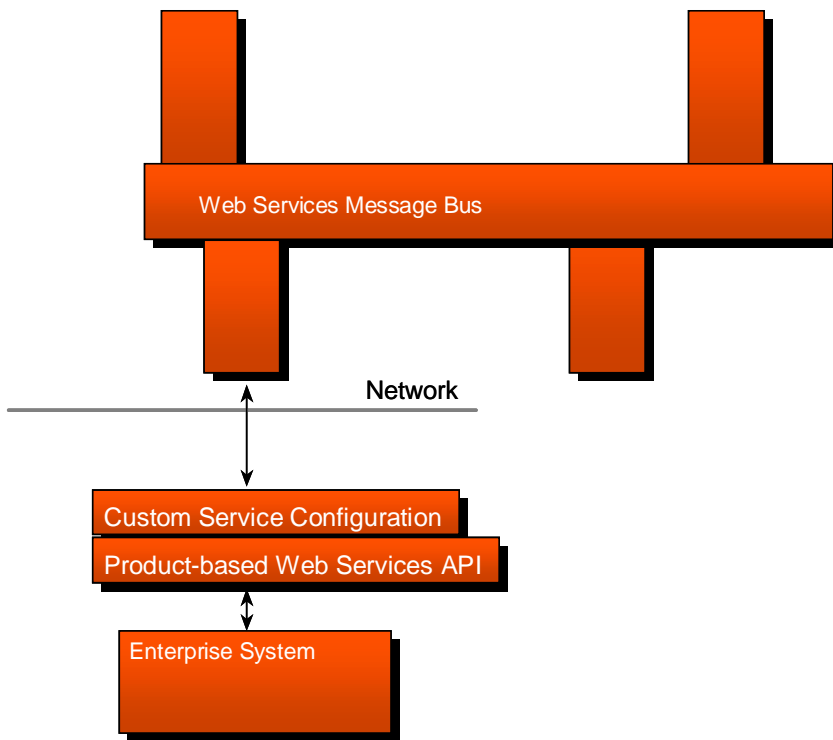 Web Services Message Bus
Network
Custom Service Configuration
Product-based Web Services API
Enterprise System